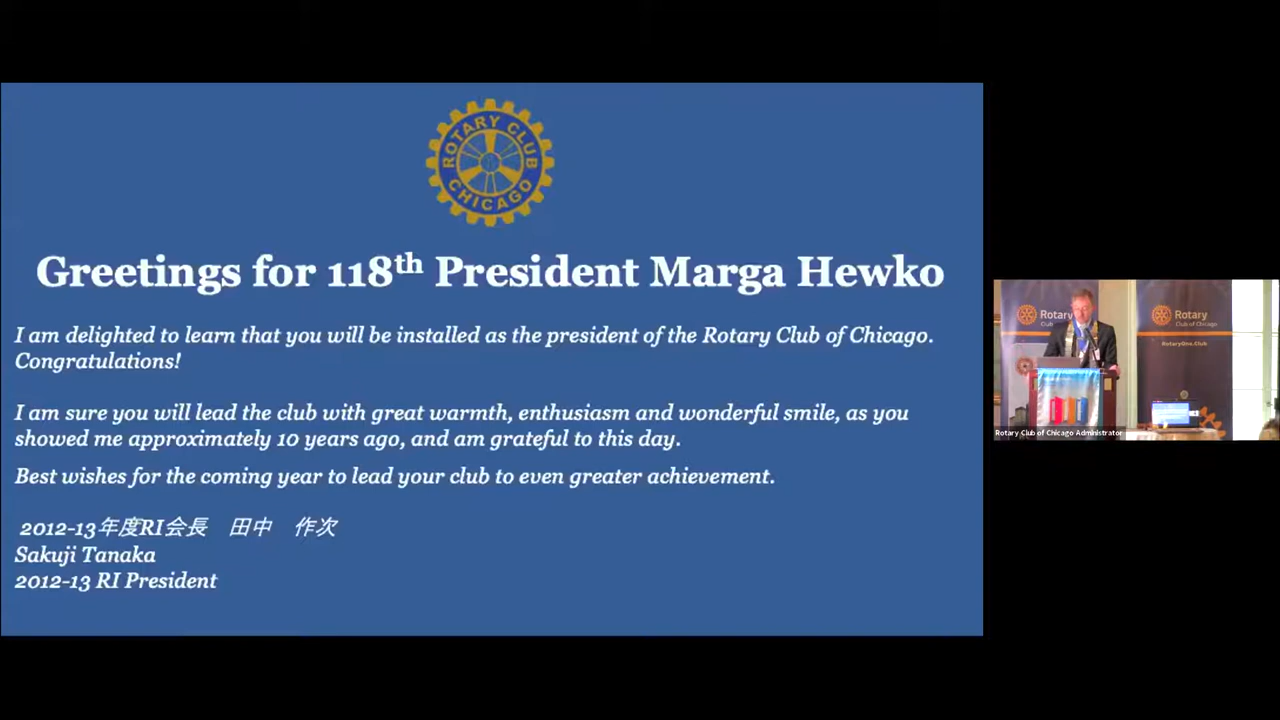 ROTARY CLUB
CHICAGO
Greetings for 118th President Marga Hewko
I am delighted to learn that you will be installed as the president of the Rotary Club of Chicago.
Congratulations!
I am sure you will lead the club with great warmth, enthusiasm and wonderful smile, as you
showed me approximately 10 years ago, and am grateful to this day.
Best wishes for the coming year to lead your club to even greater achievement.
2012-13年度RI会長 田中 作次
Sakuji Tanaka
2012-13 RI President
Rotary
Club
Rotary
Club of Chicago
RotaryOne.Club
Rotary Club of Chicago Administrator